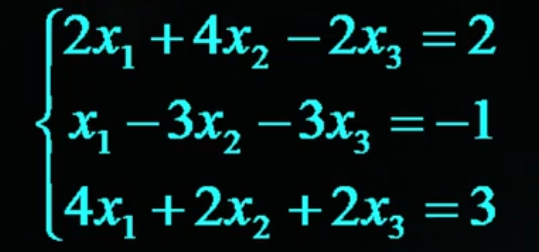 2x₁ + 4x₂ − 2x₃ = 2
x₁ − 3x₂ − 3x₃ = −1
4x₁ + 2x₂ + 2x₃ = 3